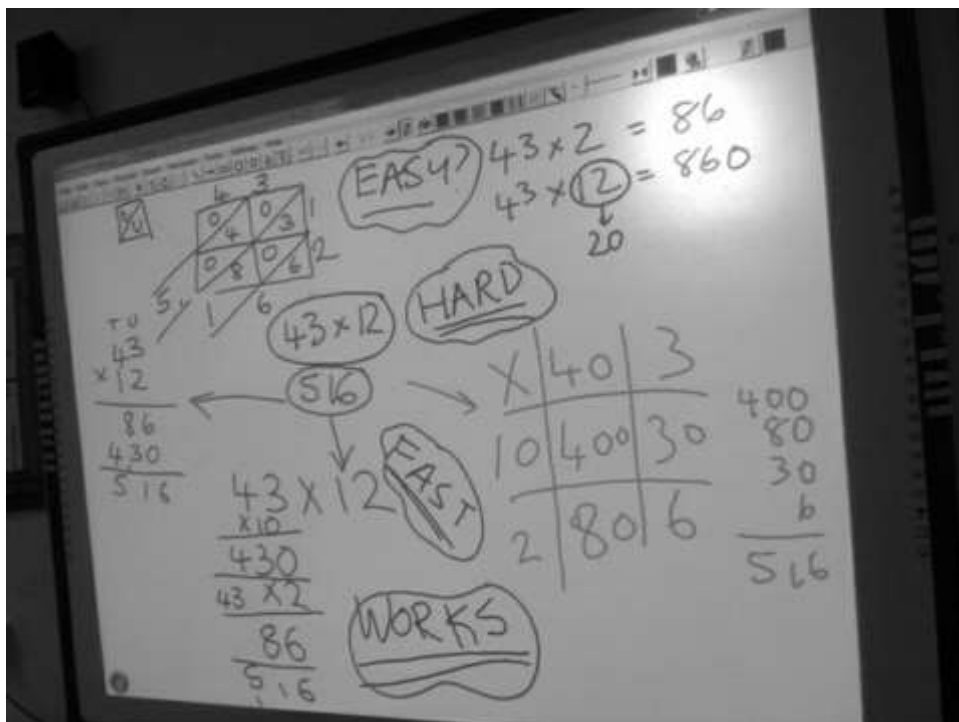 EASY?
43 × 2 = 86
43 × 12 = 860
20
4 3
0 4 0 3 1
0 8 0 6 2
5 1 6
HARD
43 × 12
516
T U
43
× 12
86
430
516
FAST
43 × 12
× 10
430
43 × 2
86
516
WORKS
X 40 3
10 400 30
2 80 6
400
80
30
6
516